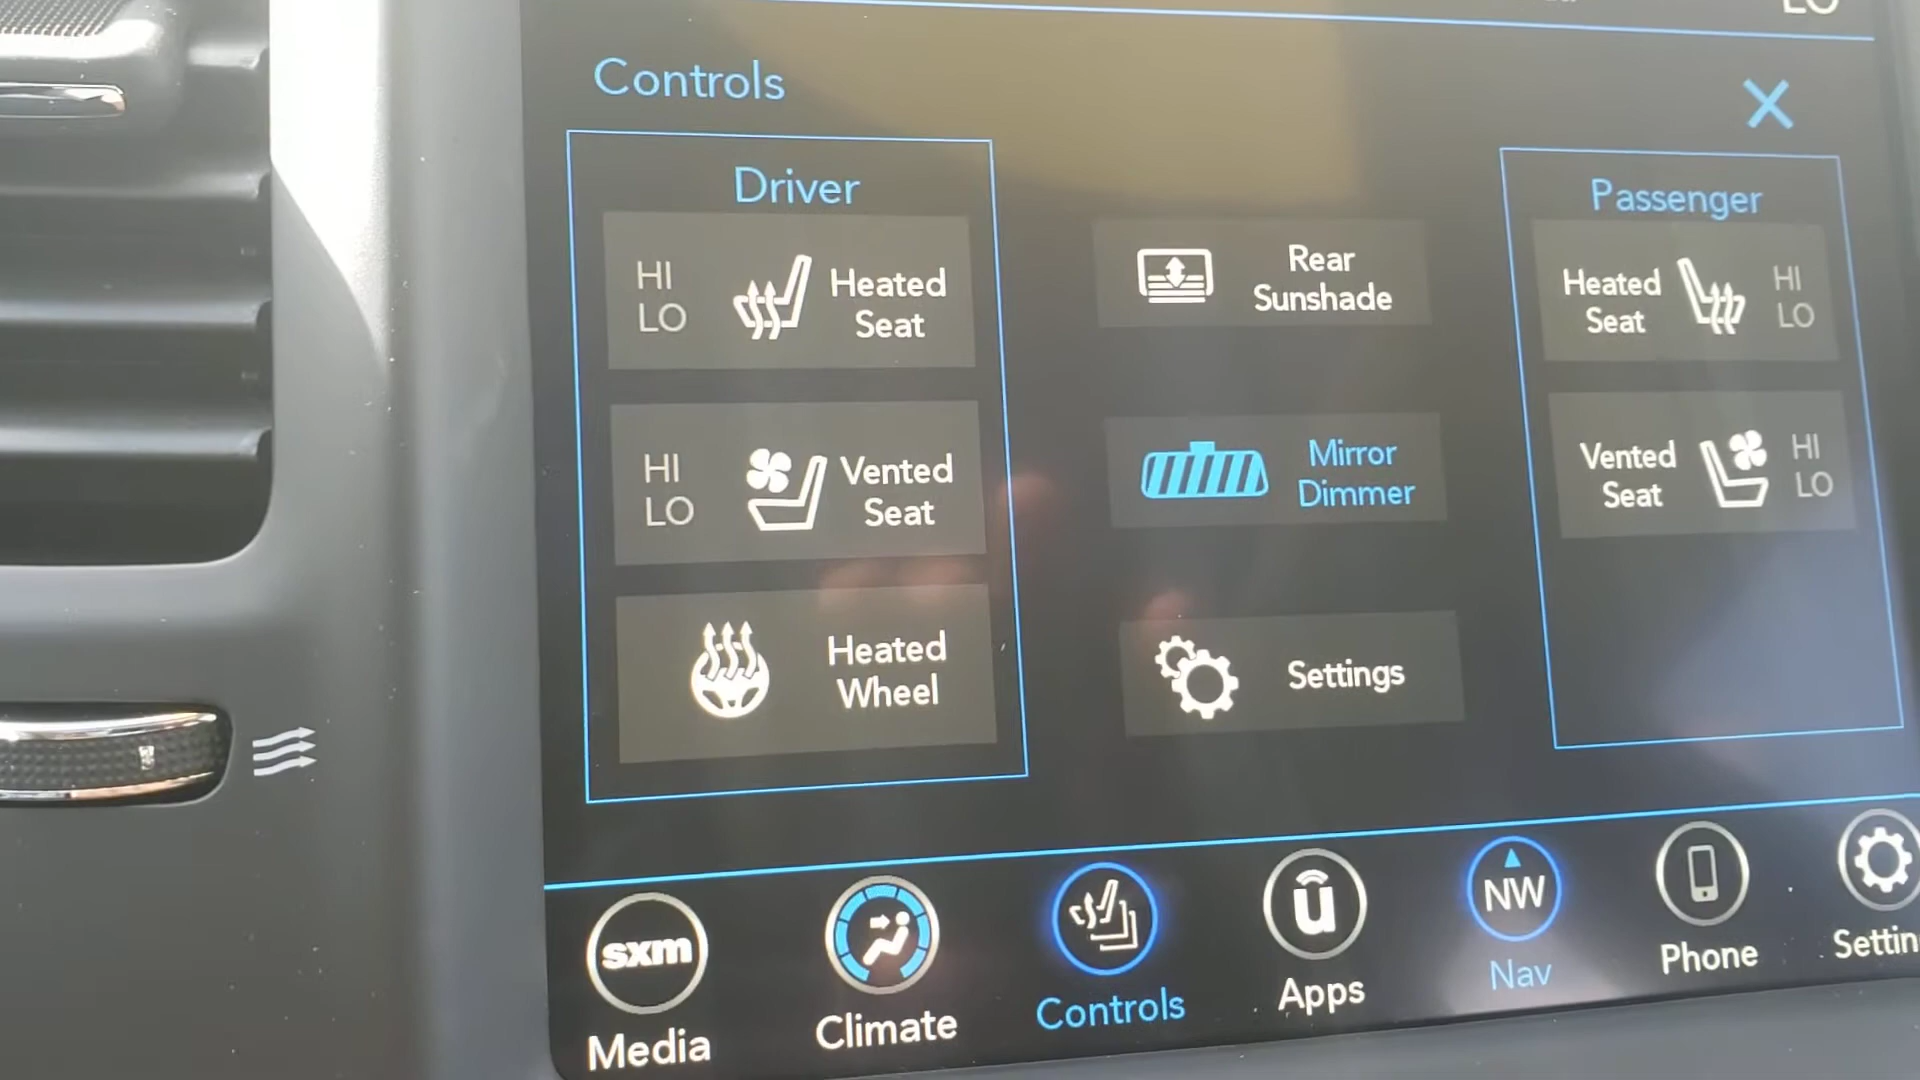 LO
Controls
Driver
HI
LO
Heated
Seat
HI
LO
Vented
Seat
Heated
Wheel
Rear
Sunshade
Mirror
Dimmer
Settings
Passenger
Heated
Seat
HI
LO
Vented
Seat
HI
LO
sxm
Media
Climate
Controls
u
Apps
NW
Nav
Phone
Settin